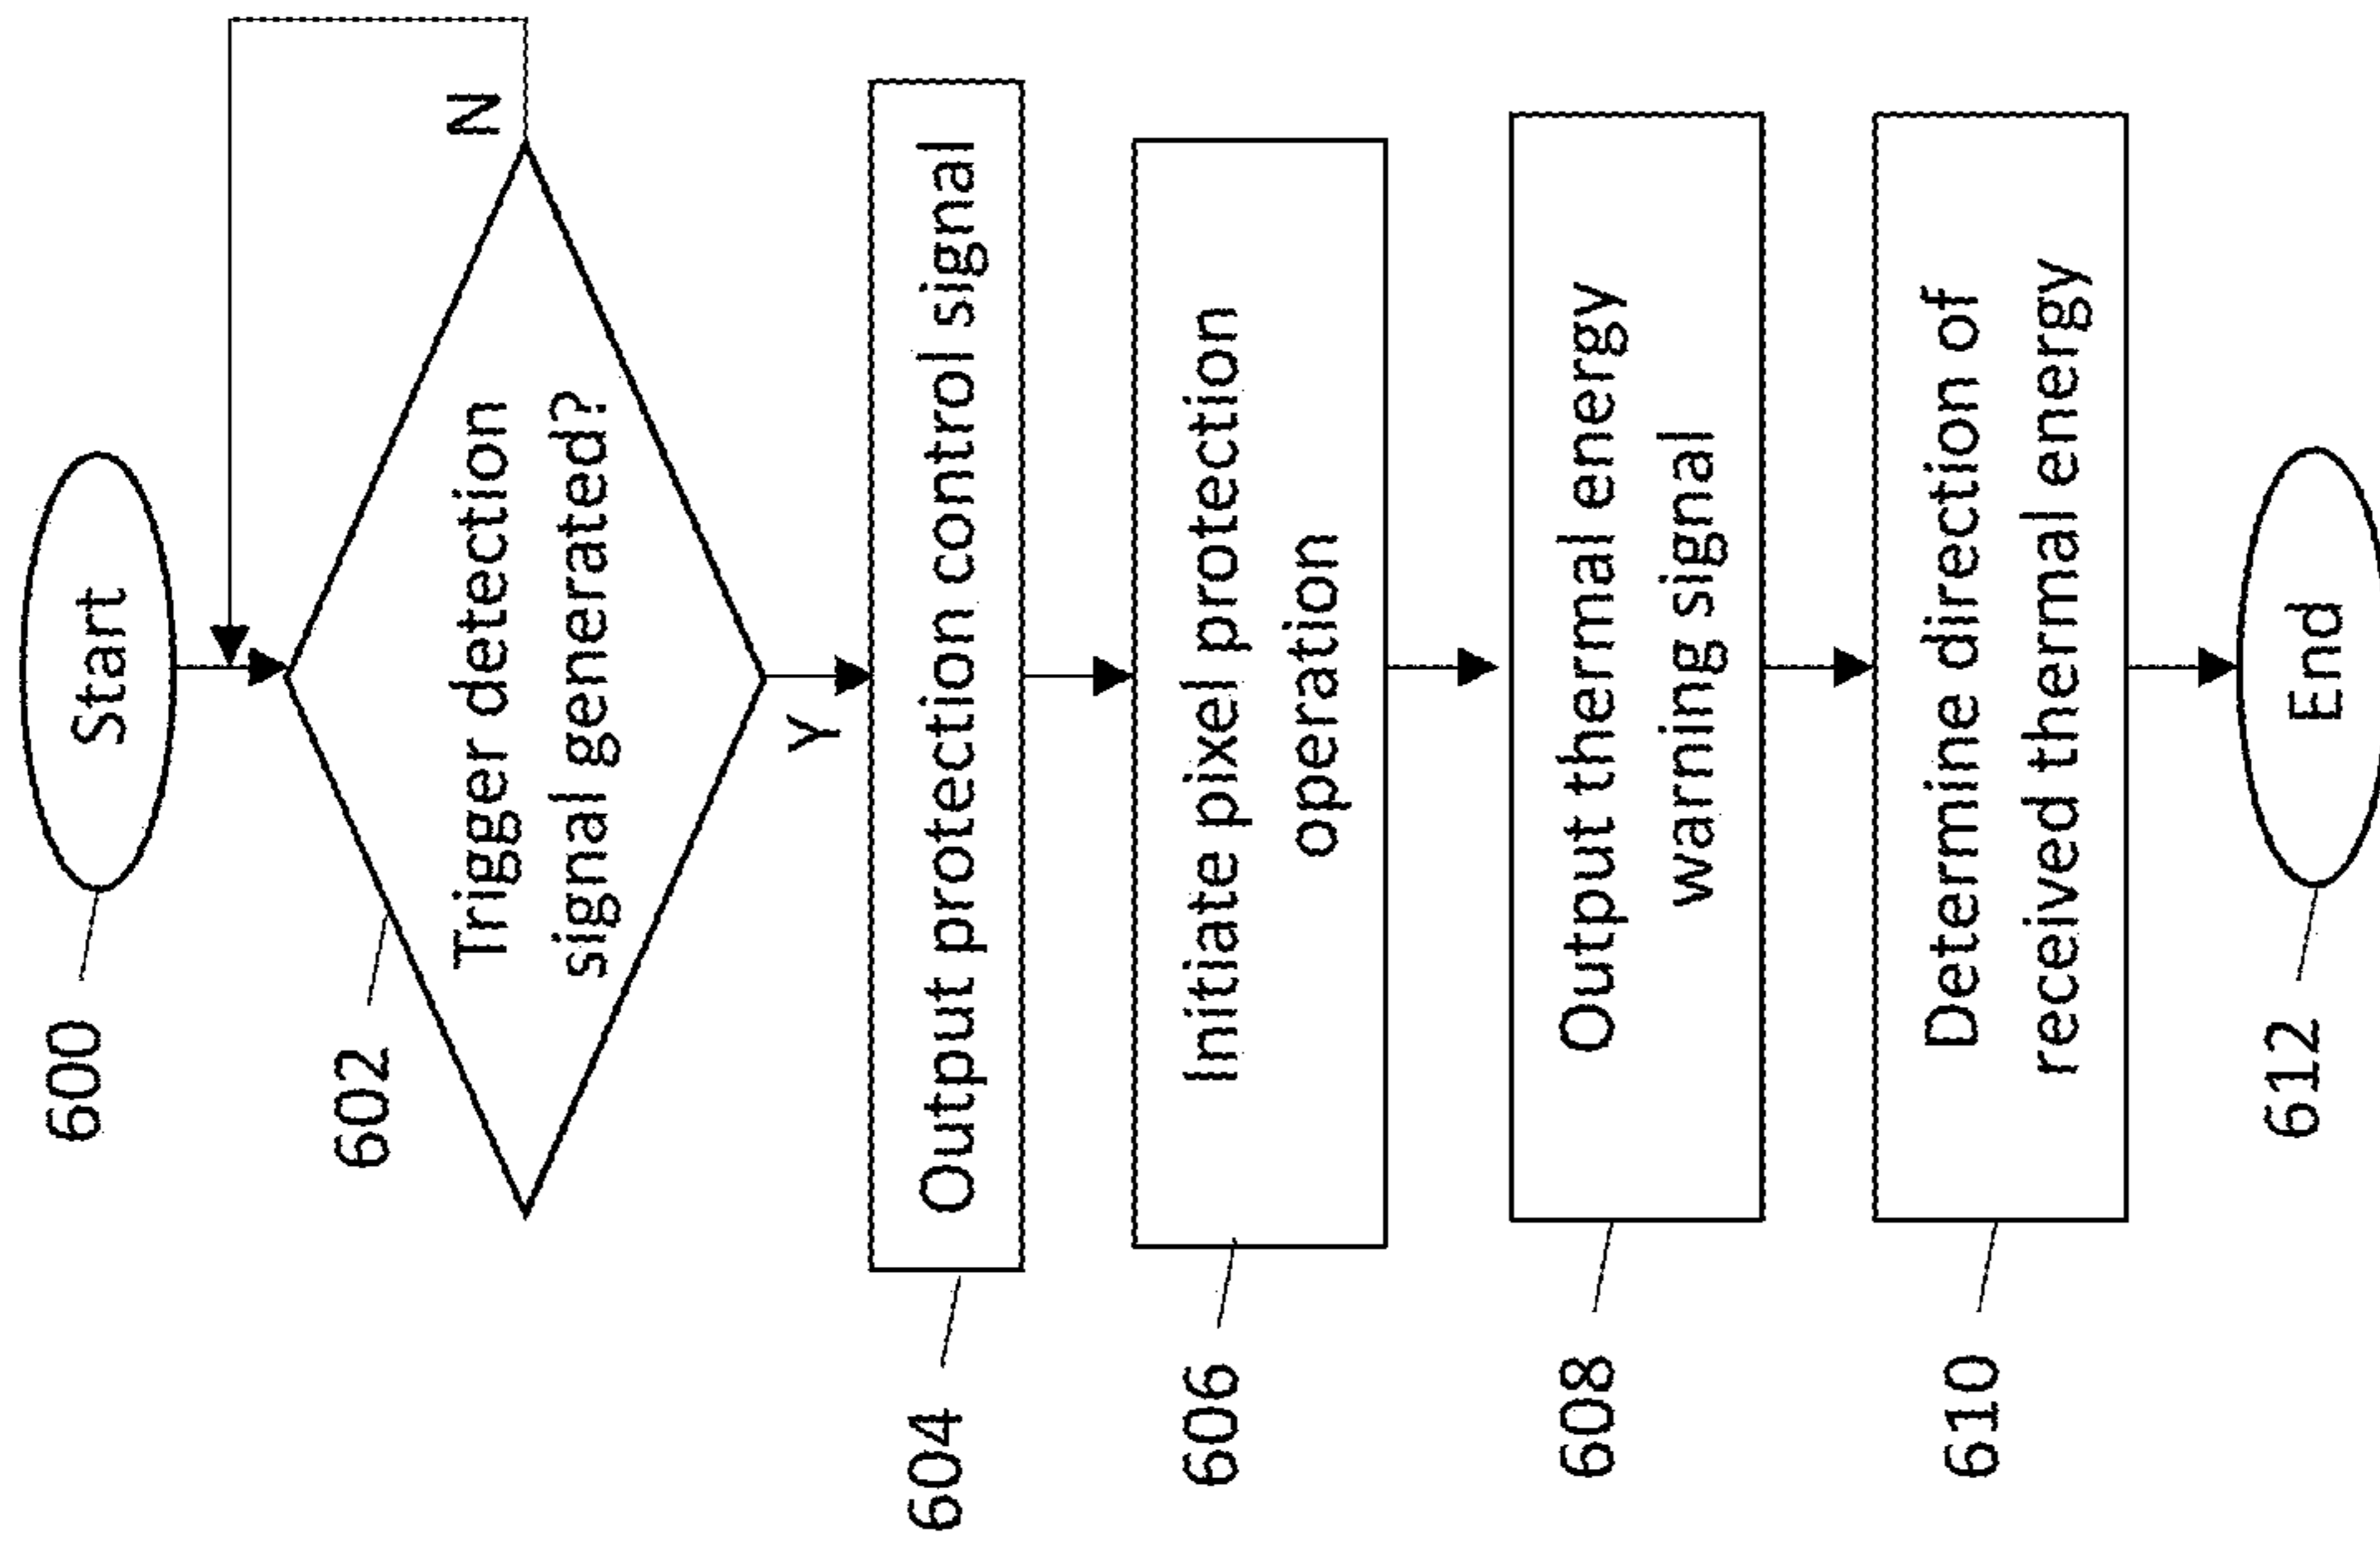 600
Start
602
Trigger detection
signal generated?
N
Y
604
Output protection control signal
606
Initiate pixel protection
operation
608
Output thermal energy
warning signal
610
Determine direction of
received thermal energy
612
End